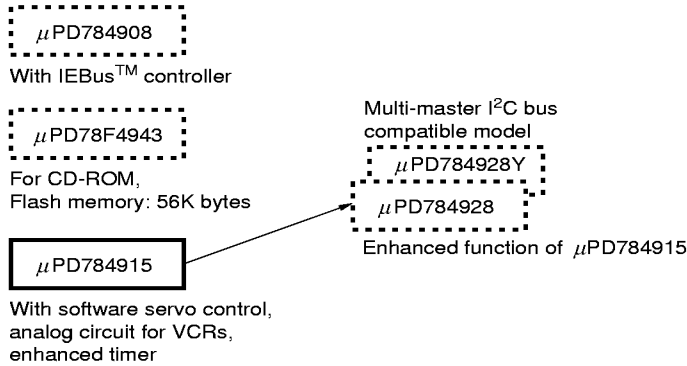 μPD784908
With IEBus™ controller
μPD78F4943
For CD-ROM,
Flash memory: 56K bytes
μPD784915
With software servo control,
analog circuit for VCRs,
enhanced timer
Multi-master I²C bus
compatible model
μPD784928Y
μPD784928
Enhanced function of μPD784915